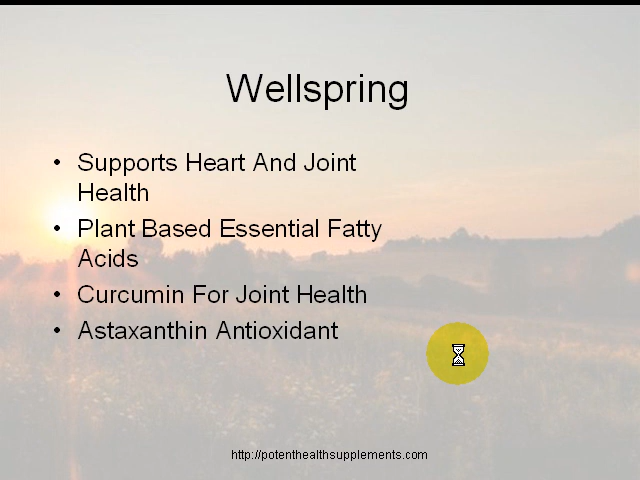 Wellspring
• Supports Heart And Joint
Health
• Plant Based Essential Fatty
Acids
• Curcumin For Joint Health
• Astaxanthin Antioxidant
http://potenthealthsupplements.com